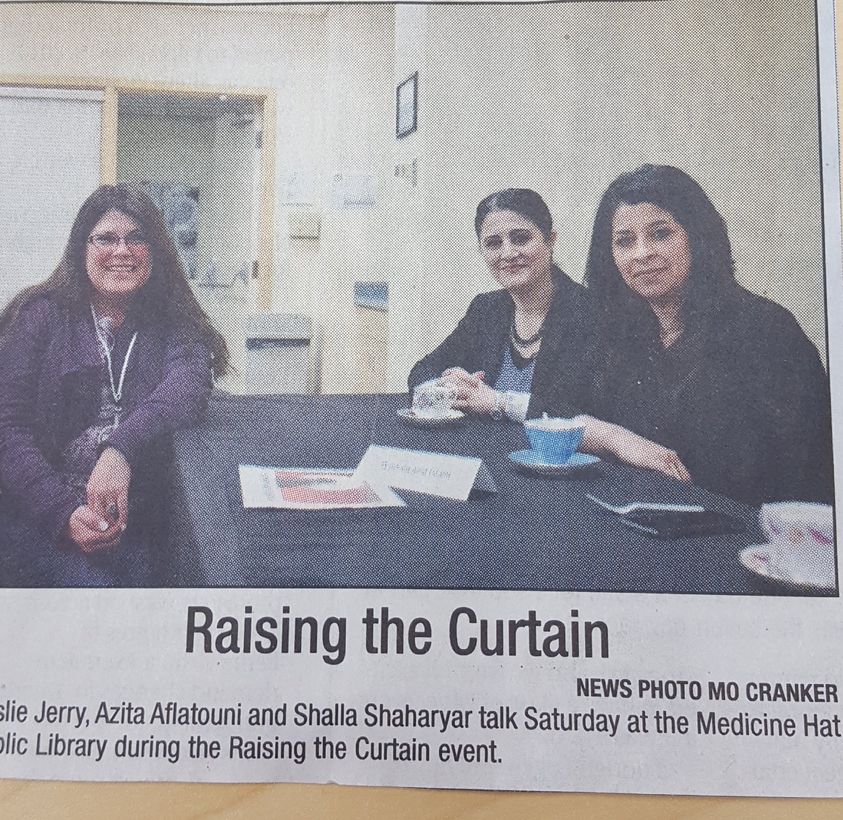 Raising the Curtain
NEWS PHOTO MO CRANKER
slie Jerry, Azita Aflatouni and Shalla Shaharyar talk Saturday at the Medicine Hat
blic Library during the Raising the Curtain event.